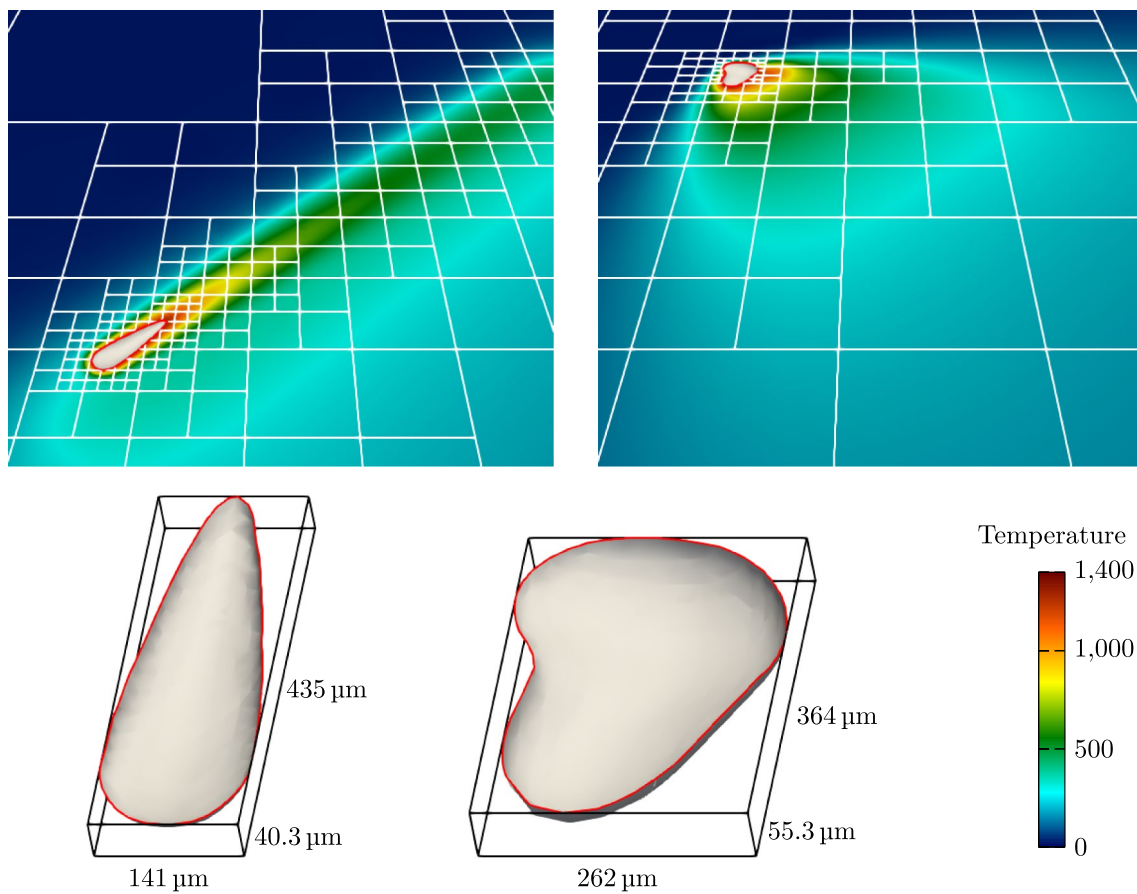 Temperature
1,400
1,000
500
0
435 µm
40.3 µm
141 µm
364 µm
55.3 µm
262 µm